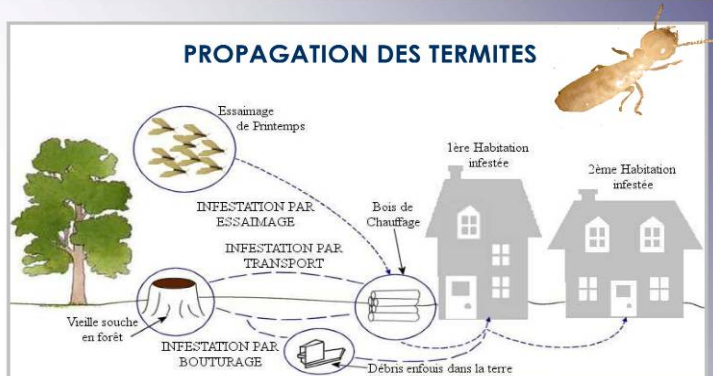 PROPAGATION DES TERMITES
Essaimage
de Printemps
1ère Habitation
infestée
2ème Habitation
infestée
INFESTATION PAR
ESSAIMAGE
Bois de
Chauffage
INFESTATION PAR
TRANSPORT
Vieille souche
en forêt
INFESTATION PAR
BOUTURAGE
Débris enfouis dans la terre